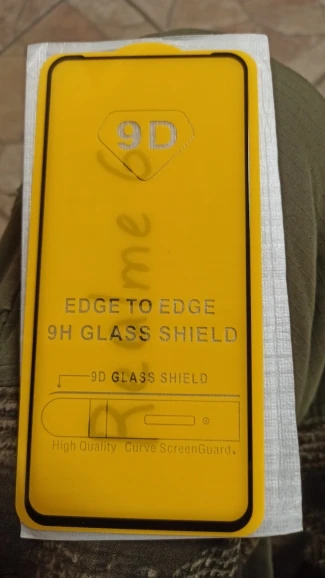 9D
EDGE TO EDGE
9H GLASS SHIELD
9D GLASS SHIELD
High Quality Curve ScreenGuard.
Realme 6